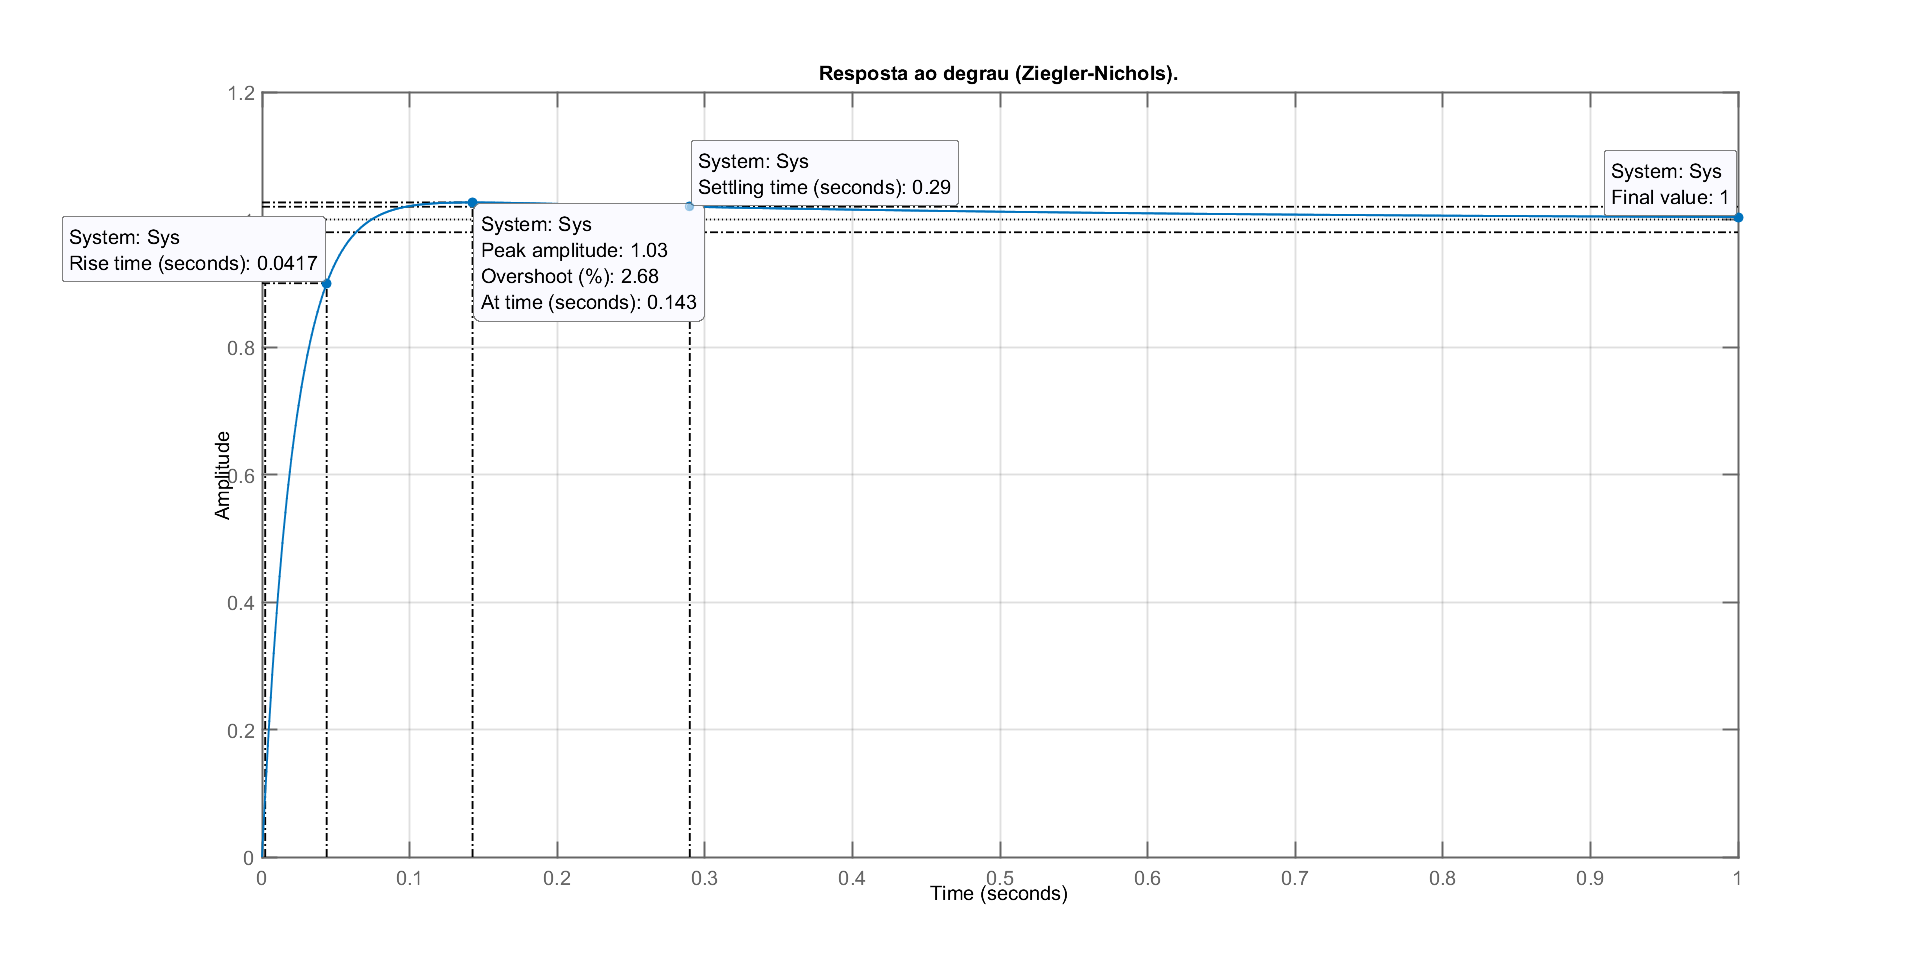 Resposta ao degrau (Ziegler-Nichols).
1.2
System: Sys
Settling time (seconds): 0.29
System: Sys
Final value: 1
System: Sys
Rise time (seconds): 0.0417
System: Sys
Peak amplitude: 1.03
Overshoot (%): 2.68
At time (seconds): 0.143
0.8
0.6
0.4
0.2
0
Amplitude
0 0.1 0.2 0.3 0.4 0.5 0.6 0.7 0.8 0.9 1
Time (seconds)